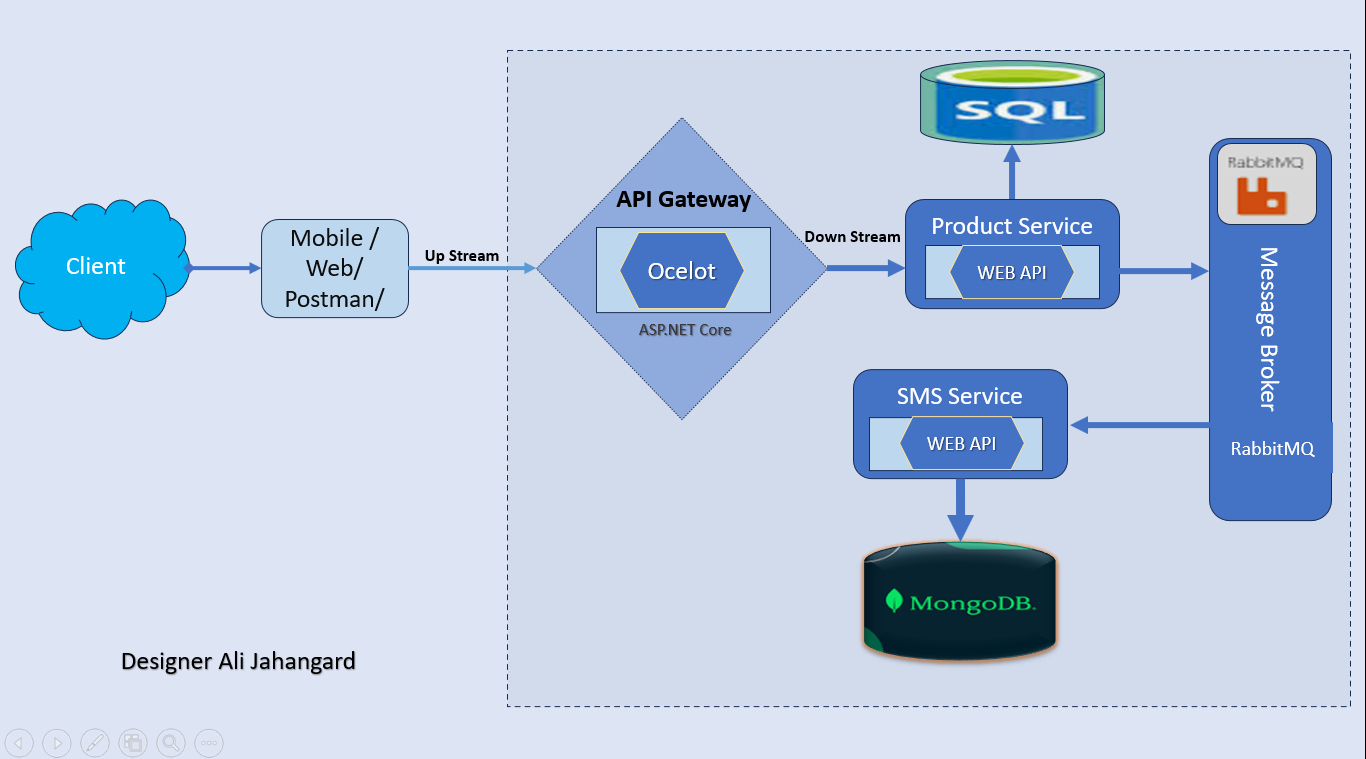 Client
Mobile /
Web/
Postman/
Up Stream
API Gateway
Ocelot
ASP.NET Core
Down Stream
SQL
Product Service
WEB API
RabbitMQ
Message Broker
RabbitMQ
SMS Service
WEB API
MongoDB.
Designer Ali Jahangard